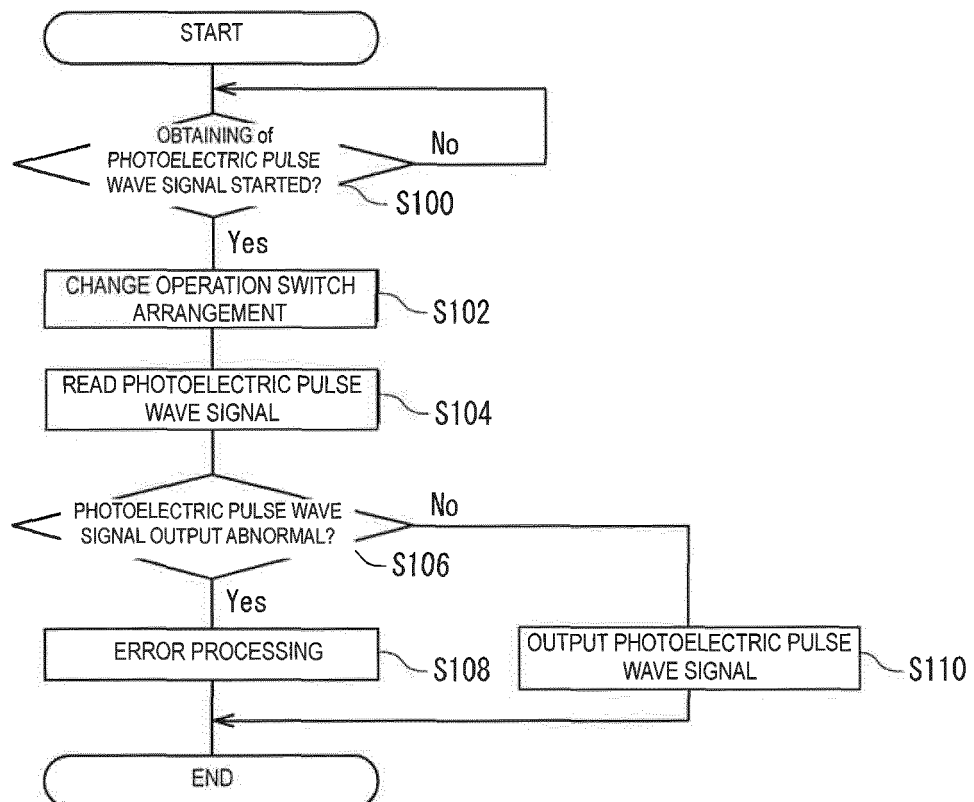 START
OBTAINING of
PHOTOELECTRIC PULSE
WAVE SIGNAL STARTED?
No
S100
Yes
CHANGE OPERATION SWITCH
ARRANGEMENT
S102
READ PHOTOELECTRIC PULSE
WAVE SIGNAL
S104
PHOTOELECTRIC PULSE WAVE
SIGNAL OUTPUT ABNORMAL?
No
S106
Yes
ERROR PROCESSING
S108
OUTPUT PHOTOELECTRIC PULSE
WAVE SIGNAL
S110
END